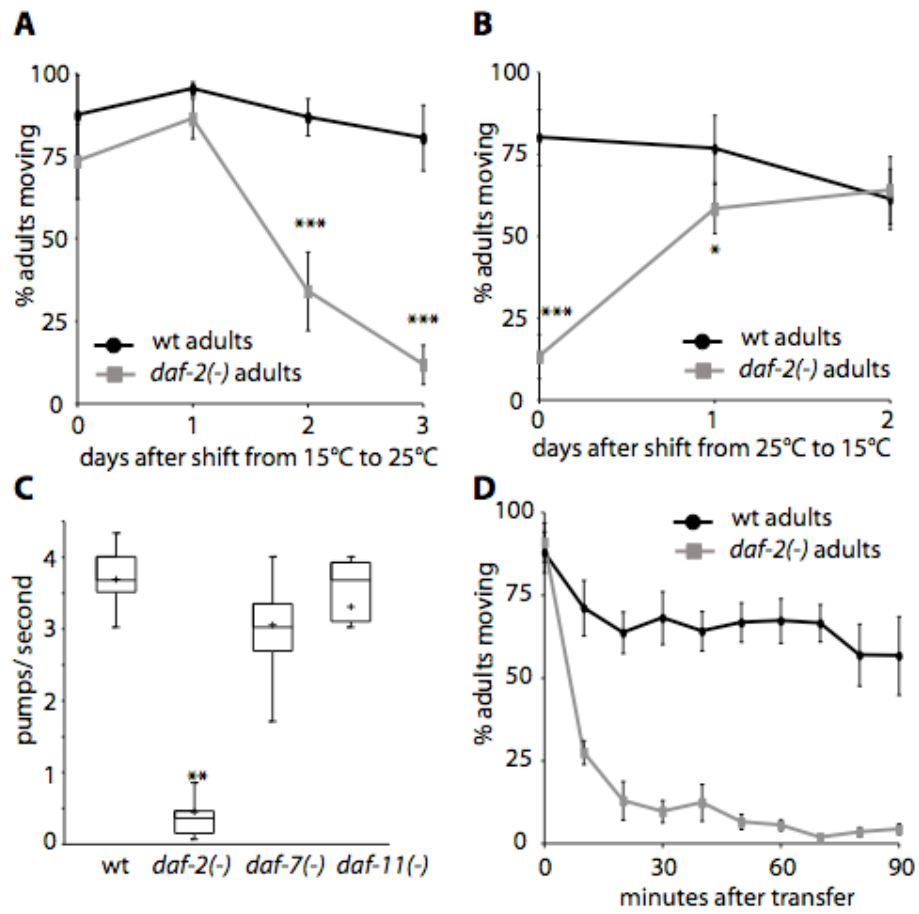 A
100
75
50
25
0
% adults moving
***
***
wt adults
daf-2(-) adults
0 1 2 3
days after shift from 15°C to 25°C
B
100
75
50
25
0
% adults moving
***
*
wt adults
daf-2(-) adults
0 1 2
days after shift from 25°C to 15°C
C
4
3
2
1
0
pumps/ second
**
wt daf-2(-) daf-7(-) daf-11(-)
D
100
75
50
25
0
% adults moving
wt adults
daf-2(-) adults
0 30 60 90
minutes after transfer